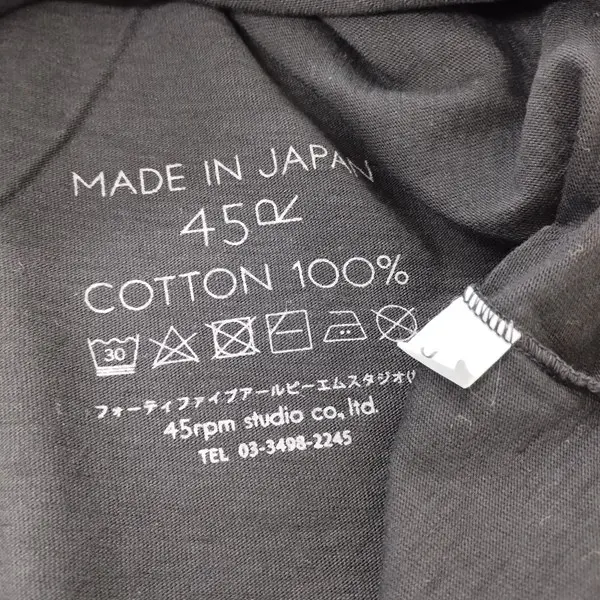 MADE IN JAPAN
45R
COTTON 100%
30
フォーティファイブアールピーエムスタジオ
45rpm studio co., ltd.
TEL 03-3498-2245